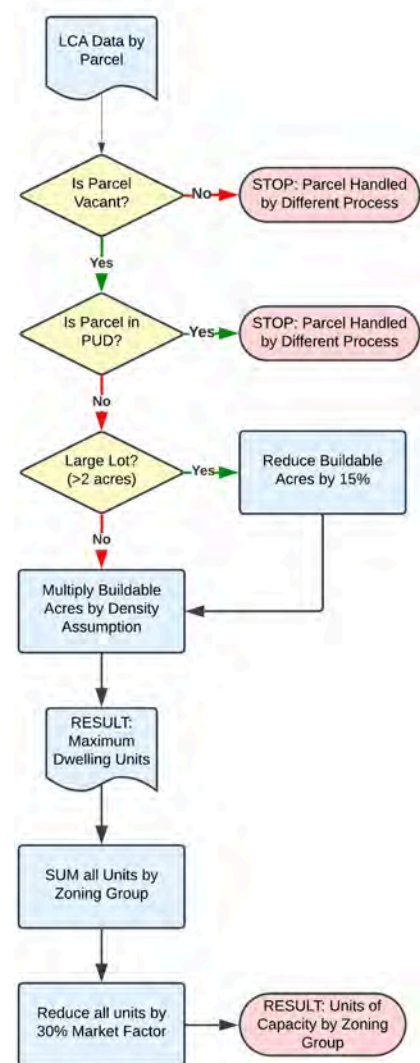 LCA Data by
Parcel
Is Parcel
Vacant?
No
STOP: Parcel Handled
by Different Process
Yes
Is Parcel in
PUD?
Yes
STOP: Parcel Handled
by Different Process
No
Large Lot?
(>2 acres)
Yes
Reduce Buildable
Acres by 15%
No
Multiply Buildable
Acres by Density
Assumption
RESULT:
Maximum
Dwelling Units
SUM all Units by
Zoning Group
Reduce all units by
30% Market Factor
RESULT: Units of
Capacity by Zoning
Group